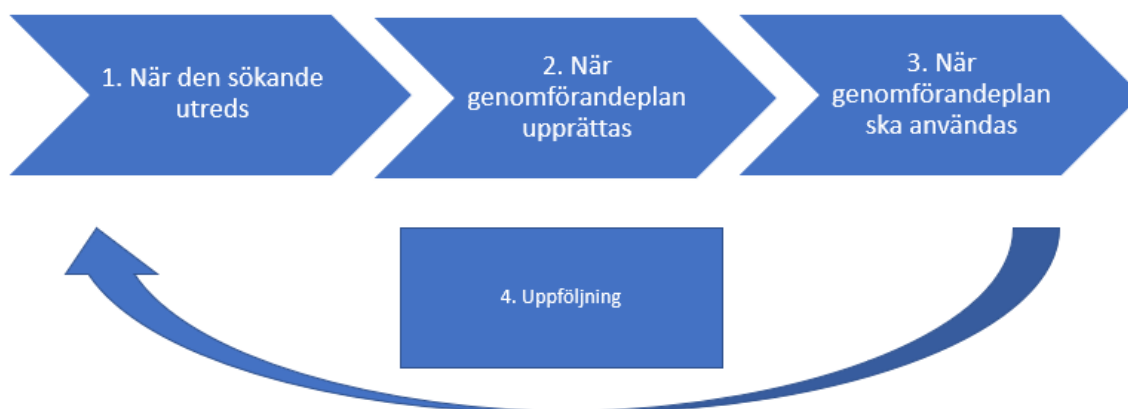 1. När den sökande
utreds
2. När
genomförandeplan
upprättas
3. När
genomförandeplan
ska användas
4. Uppföljning